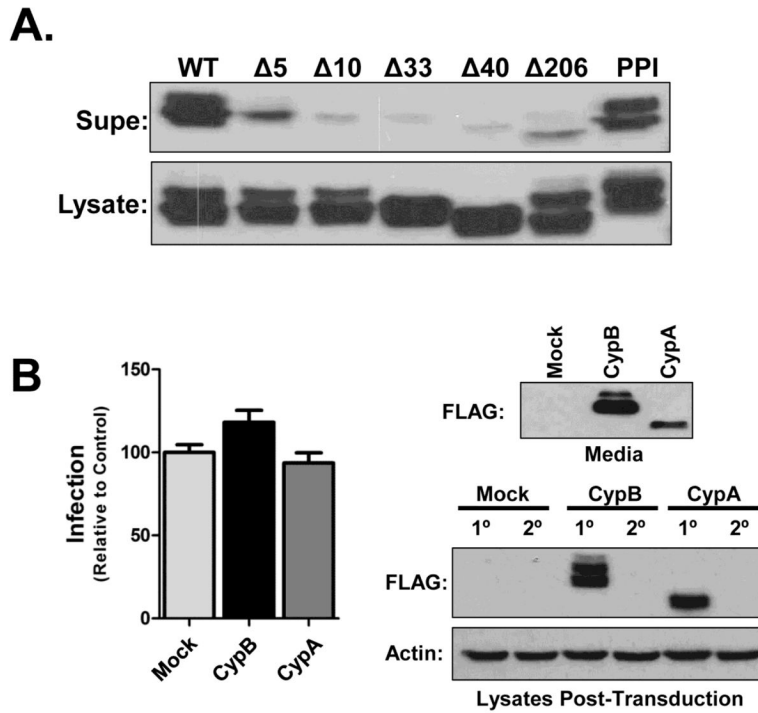 A.
WT Δ5 Δ10 Δ33 Δ40 Δ206 PPI
Supe:
Lysate:
B
Infection
(Relative to Control)
150
100
50
0
Mock CypB CypA
Mock CypB CypA
FLAG:
Media
Mock CypB CypA
1º 2º 1º 2º 1º 2º
FLAG:
Actin:
Lysates Post-Transduction